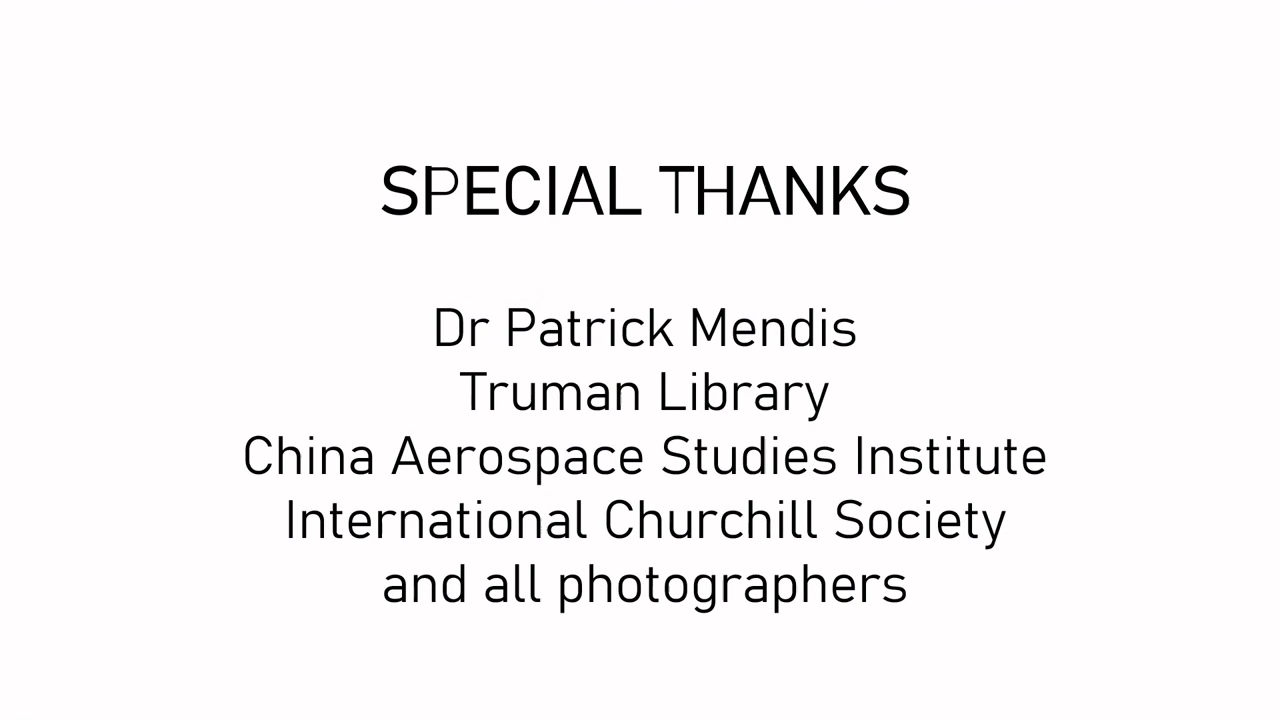 SPECIAL THANKS
Dr Patrick Mendis
Truman Library
China Aerospace Studies Institute
International Churchill Society
and all photographers